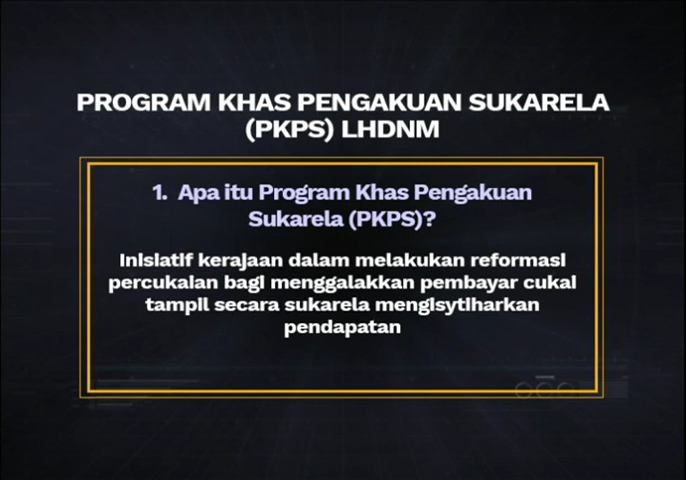 PROGRAM KHAS PENGAKUAN SUKARELA
(PKPS) LHDNM
1. Apa itu Program Khas Pengakuan
Sukarela (PKPS)?
Inisiatif kerajaan dalam melakukan reformasi
percukaian bagi menggalakkan pembayar cukai
tampil secara sukarela mengisytiharkan
pendapatan